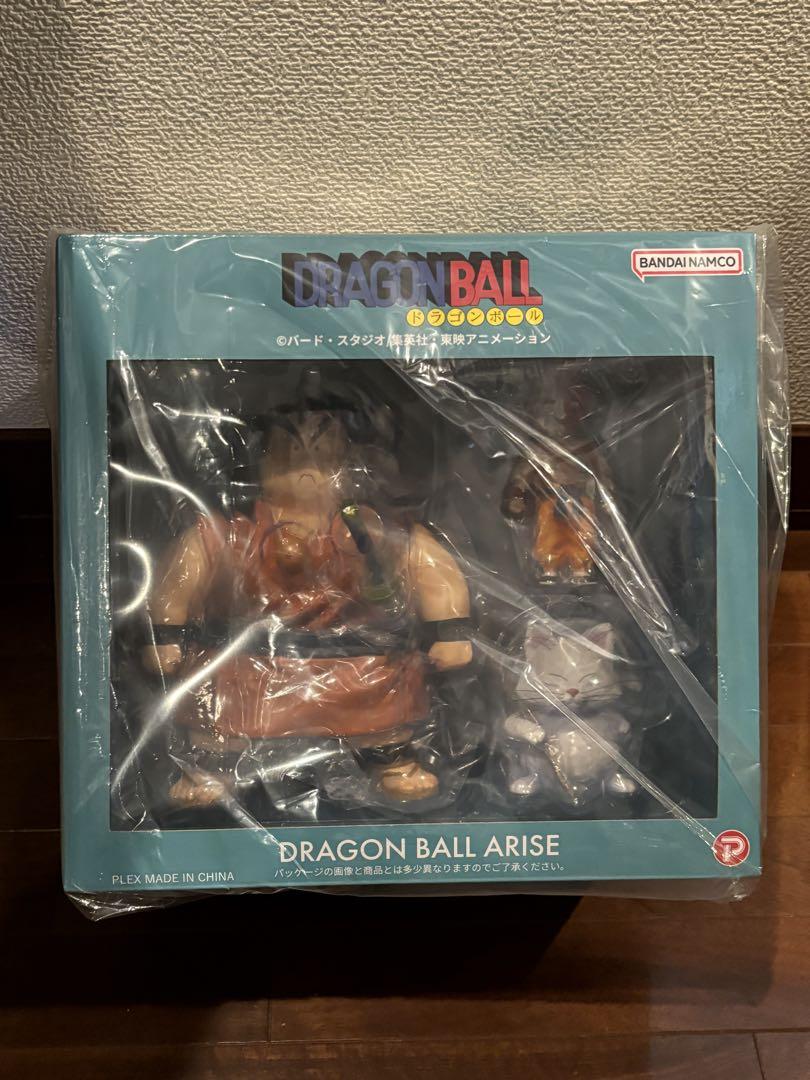 DRAGON BALL
ドラゴンボール
BANDAI NAMCO
©バード・スタジオ/集英社・東映アニメーション
DRAGON BALL ARISE
パッケージの画像と商品とは多少異なりますのでご了承ください。
PLEX MADE IN CHINA
P